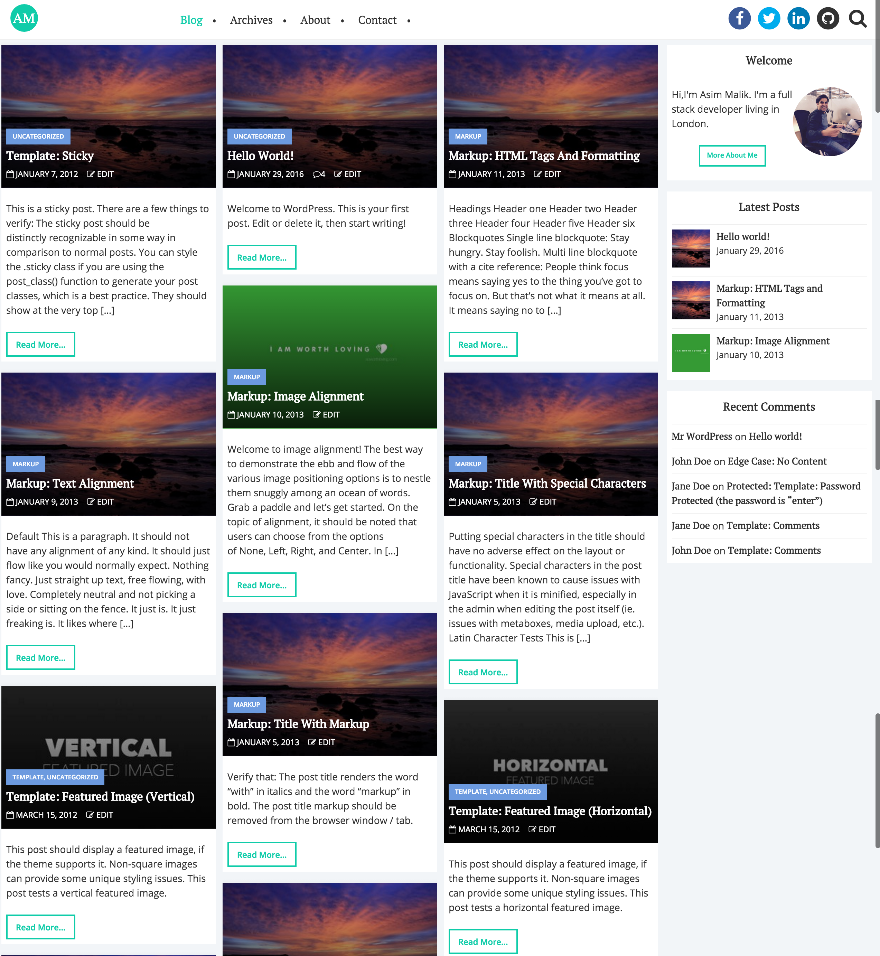 AM
Blog • Archives • About • Contact •
UNCATEGORIZED
Template: Sticky
JANUARY 7, 2012 EDIT
This is a sticky post. There are a few things to
verify: The sticky post should be
distinctly recognizable in some way in
comparison to normal posts. You can style
the .sticky class if you are using the
post_class() function to generate your post
classes, which is a best practice. They should
show at the very top [...]
Read More...
MARKUP
Markup: Text Alignment
JANUARY 9, 2013 EDIT
Default This is a paragraph. It should not
have any alignment of any kind. It should just
flow like you would normally expect. Nothing
fancy. Just straight up text, free flowing, with
love. Completely neutral and not picking a
side or sitting on the fence. It just is. It just
freaking is. It likes where [...]
Read More...
VERTICAL
FEATURED IMAGE
TEMPLATE, UNCATEGORIZED
Template: Featured Image (Vertical)
MARCH 15, 2012 EDIT
This post should display a featured image, if
the theme supports it. Non-square images
can provide some unique styling issues. This
post tests a vertical featured image.
Read More...
UNCATEGORIZED
Hello World!
JANUARY 29, 2016 4 EDIT
Welcome to WordPress. This is your first
post. Edit or delete it, then start writing!
Read More...
I AM WORTH LOVING
MARKUP
Markup: Image Alignment
JANUARY 10, 2013 EDIT
Welcome to image alignment! The best way
to demonstrate the ebb and flow of the
various image positioning options is to nestle
them snuggly among an ocean of words.
Grab a paddle and let's get started. On the
topic of alignment, it should be noted that
users can choose from the options
of None, Left, Right, and Center. In [...]
Read More...
MARKUP
Markup: Title With Markup
JANUARY 5, 2013 EDIT
Verify that: The post title renders the word
“with” in italics and the word “markup” in
bold. The post title markup should be
removed from the browser window / tab.
Read More...
MARKUP
Markup: HTML Tags And Formatting
JANUARY 11, 2013 EDIT
Headings Header one Header two Header
three Header four Header five Header six
Blockquotes Single line blockquote: Stay
hungry. Stay foolish. Multi line blockquote
with a cite reference: People think focus
means saying yes to the thing you've got to
focus on. But that's not what it means at all.
It means saying no to [...]
Read More...
MARKUP
Markup: Title With Special Characters
JANUARY 5, 2013 EDIT
Putting special characters in the title should
have no adverse effect on the layout or
functionality. Special characters in the post
title have been known to cause issues with
JavaScript when it is minified, especially in
the admin when editing the post itself (ie.
issues with metaboxes, media upload, etc.).
Latin Character Tests This is [...]
Read More...
HORIZONTAL
FEATURED IMAGE
TEMPLATE, UNCATEGORIZED
Template: Featured Image (Horizontal)
MARCH 15, 2012 EDIT
This post should display a featured image, if
the theme supports it. Non-square images
can provide some unique styling issues. This
post tests a horizontal featured image.
Read More...
Welcome
Hi,I'm Asim Malik. I'm a full
stack developer living in
London.
More About Me
Latest Posts
Hello world!
January 29, 2016
Markup: HTML Tags and
Formatting
January 11, 2013
Markup: Image Alignment
January 10, 2013
Recent Comments
Mr WordPress on Hello world!
John Doe on Edge Case: No Content
Jane Doe on Protected: Template: Password
Protected (the password is “enter”)
Jane Doe on Template: Comments
John Doe on Template: Comments